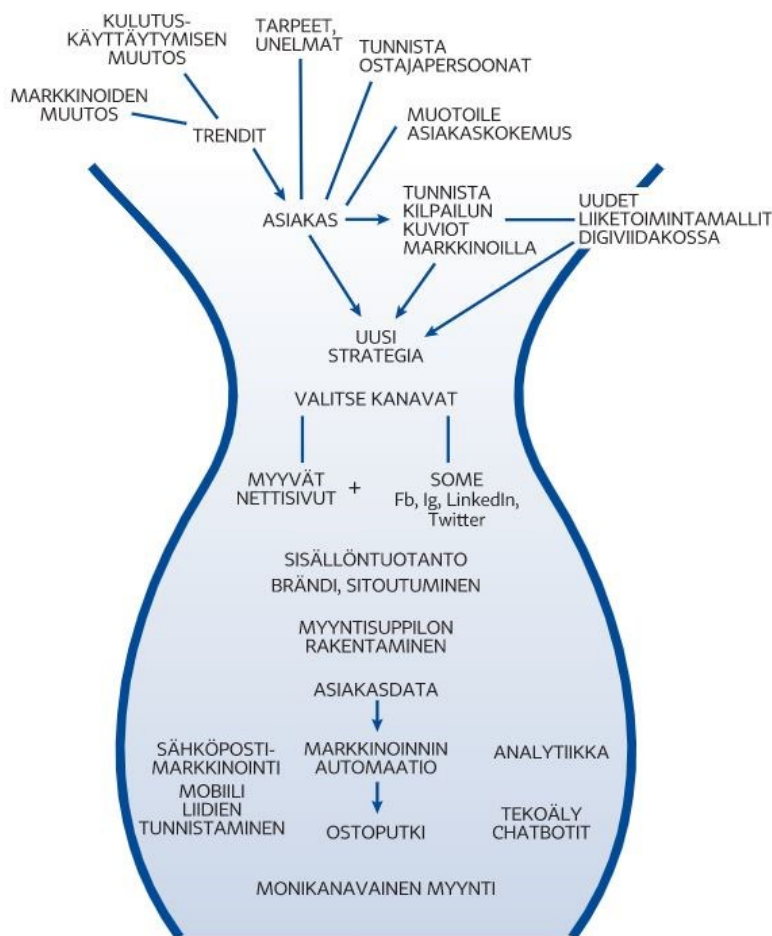 KULUTUS-
KÄYTTÄYTYMISEN
MUUTOS
TARPEET,
UNELMAT
TUNNISTA
OSTAJAPERSOONAT
MARKKINOIDEN
MUUTOS
TRENDIT
MUOTOILE
ASIAKASKOKEMUS
ASIAKAS
TUNNISTA
KILPAILUN
KUVIOT
MARKKINOILLA
UUDET
LIIKETOIMINTAMALLIT
DIGIVIIDAKOSSA
UUSI
STRATEGIA
VALITSE KANAVAT
MYYVÄT
NETTISIVUT
+
SOME
Fb, Ig, LinkedIn,
Twitter
SISÄLLÖNTUOTANTO
BRÄNDI, SITOUTUMINEN
MYYNTISUPPILON
RAKENTAMINEN
ASIAKASDATA
SÄHKÖPOSTI-
MARKKINOINTI
MARKKINOINNIN
AUTOMAATIO
ANALYTIIKKA
MOBIILI
LIIDIEN
TUNNISTAMINEN
OSTOPUTKI
TEKOÄLY
CHATBOTIT
MONIKANAVAINEN MYYNTI